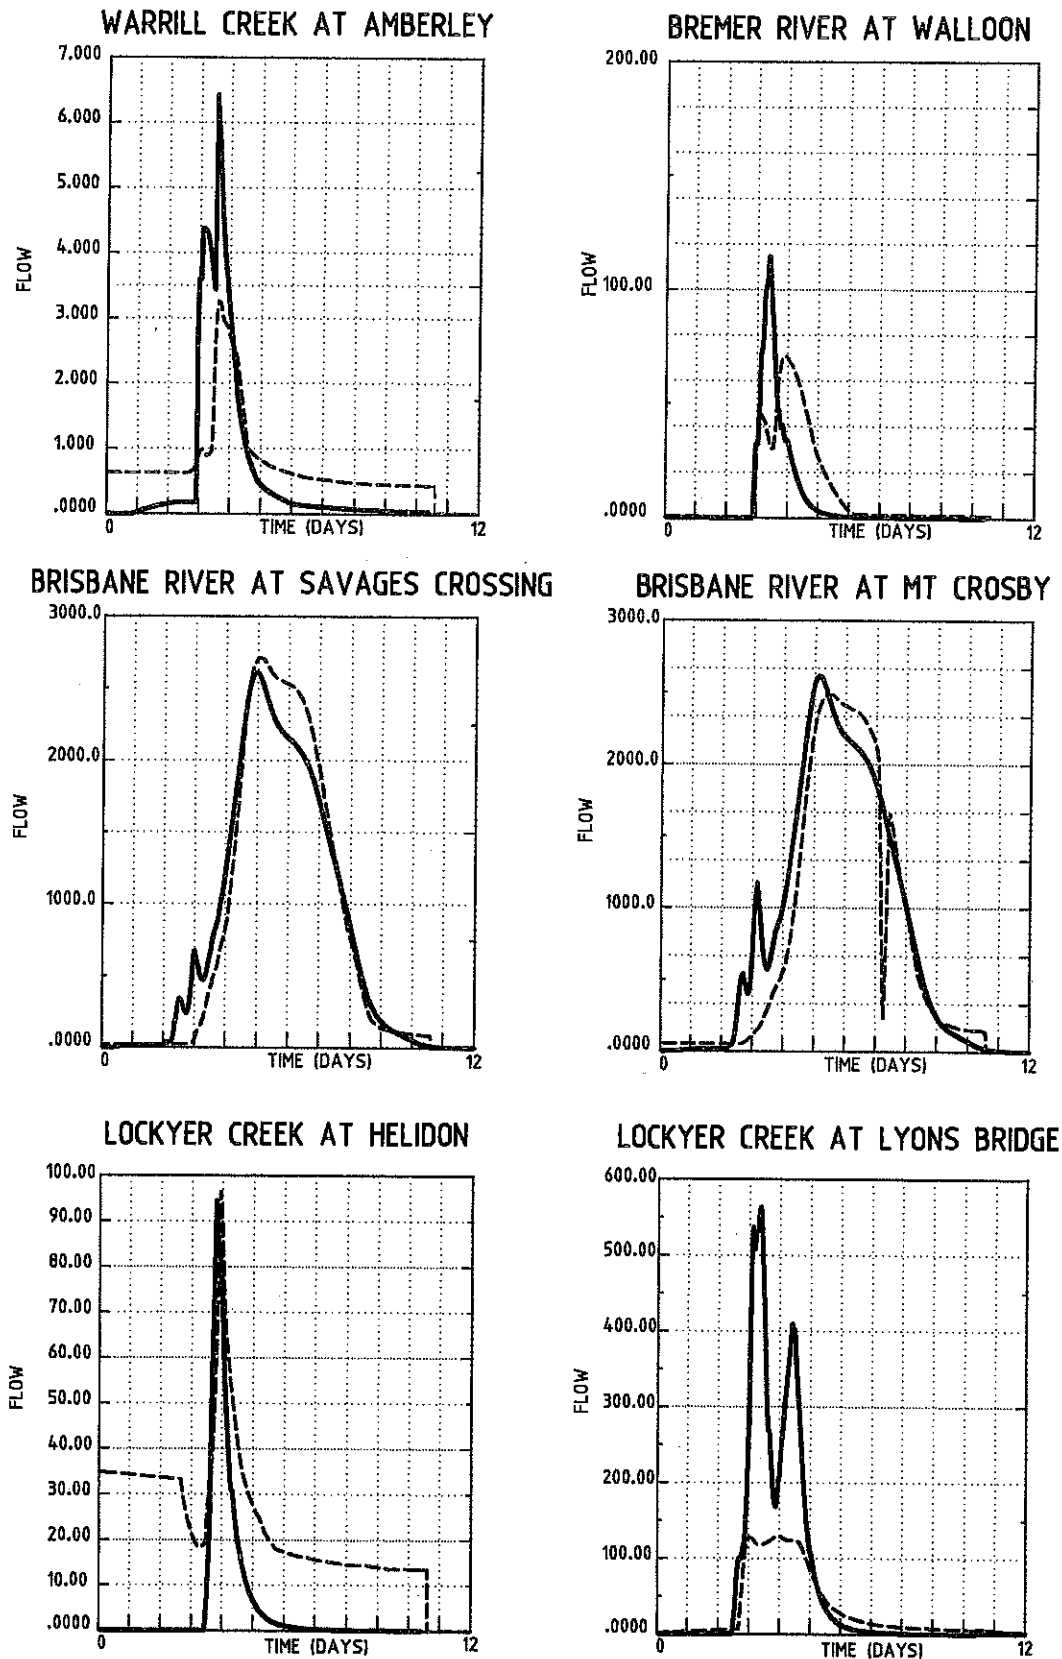 WARRILL CREEK AT AMBERLEY
7.000
6.000
5.000
4.000
3.000
2.000
1.000
.0000
FLOW
0
TIME (DAYS)
12
BREMER RIVER AT WALLOON
200.00
100.00
.0000
FLOW
0
TIME (DAYS)
12
BRISBANE RIVER AT SAVAGES CROSSING
3000.0
2000.0
1000.0
.0000
FLOW
0
TIME (DAYS)
12
BRISBANE RIVER AT MT CROSBY
3000.0
2000.0
1000.0
.0000
FLOW
0
TIME (DAYS)
12
LOCKYER CREEK AT HELIDON
100.00
90.00
80.00
70.00
60.00
50.00
40.00
30.00
20.00
10.00
.0000
FLOW
0
TIME (DAYS)
12
LOCKYER CREEK AT LYONS BRIDGE
600.00
500.00
400.00
300.00
200.00
100.00
.0000
FLOW
0
TIME (DAYS)
12